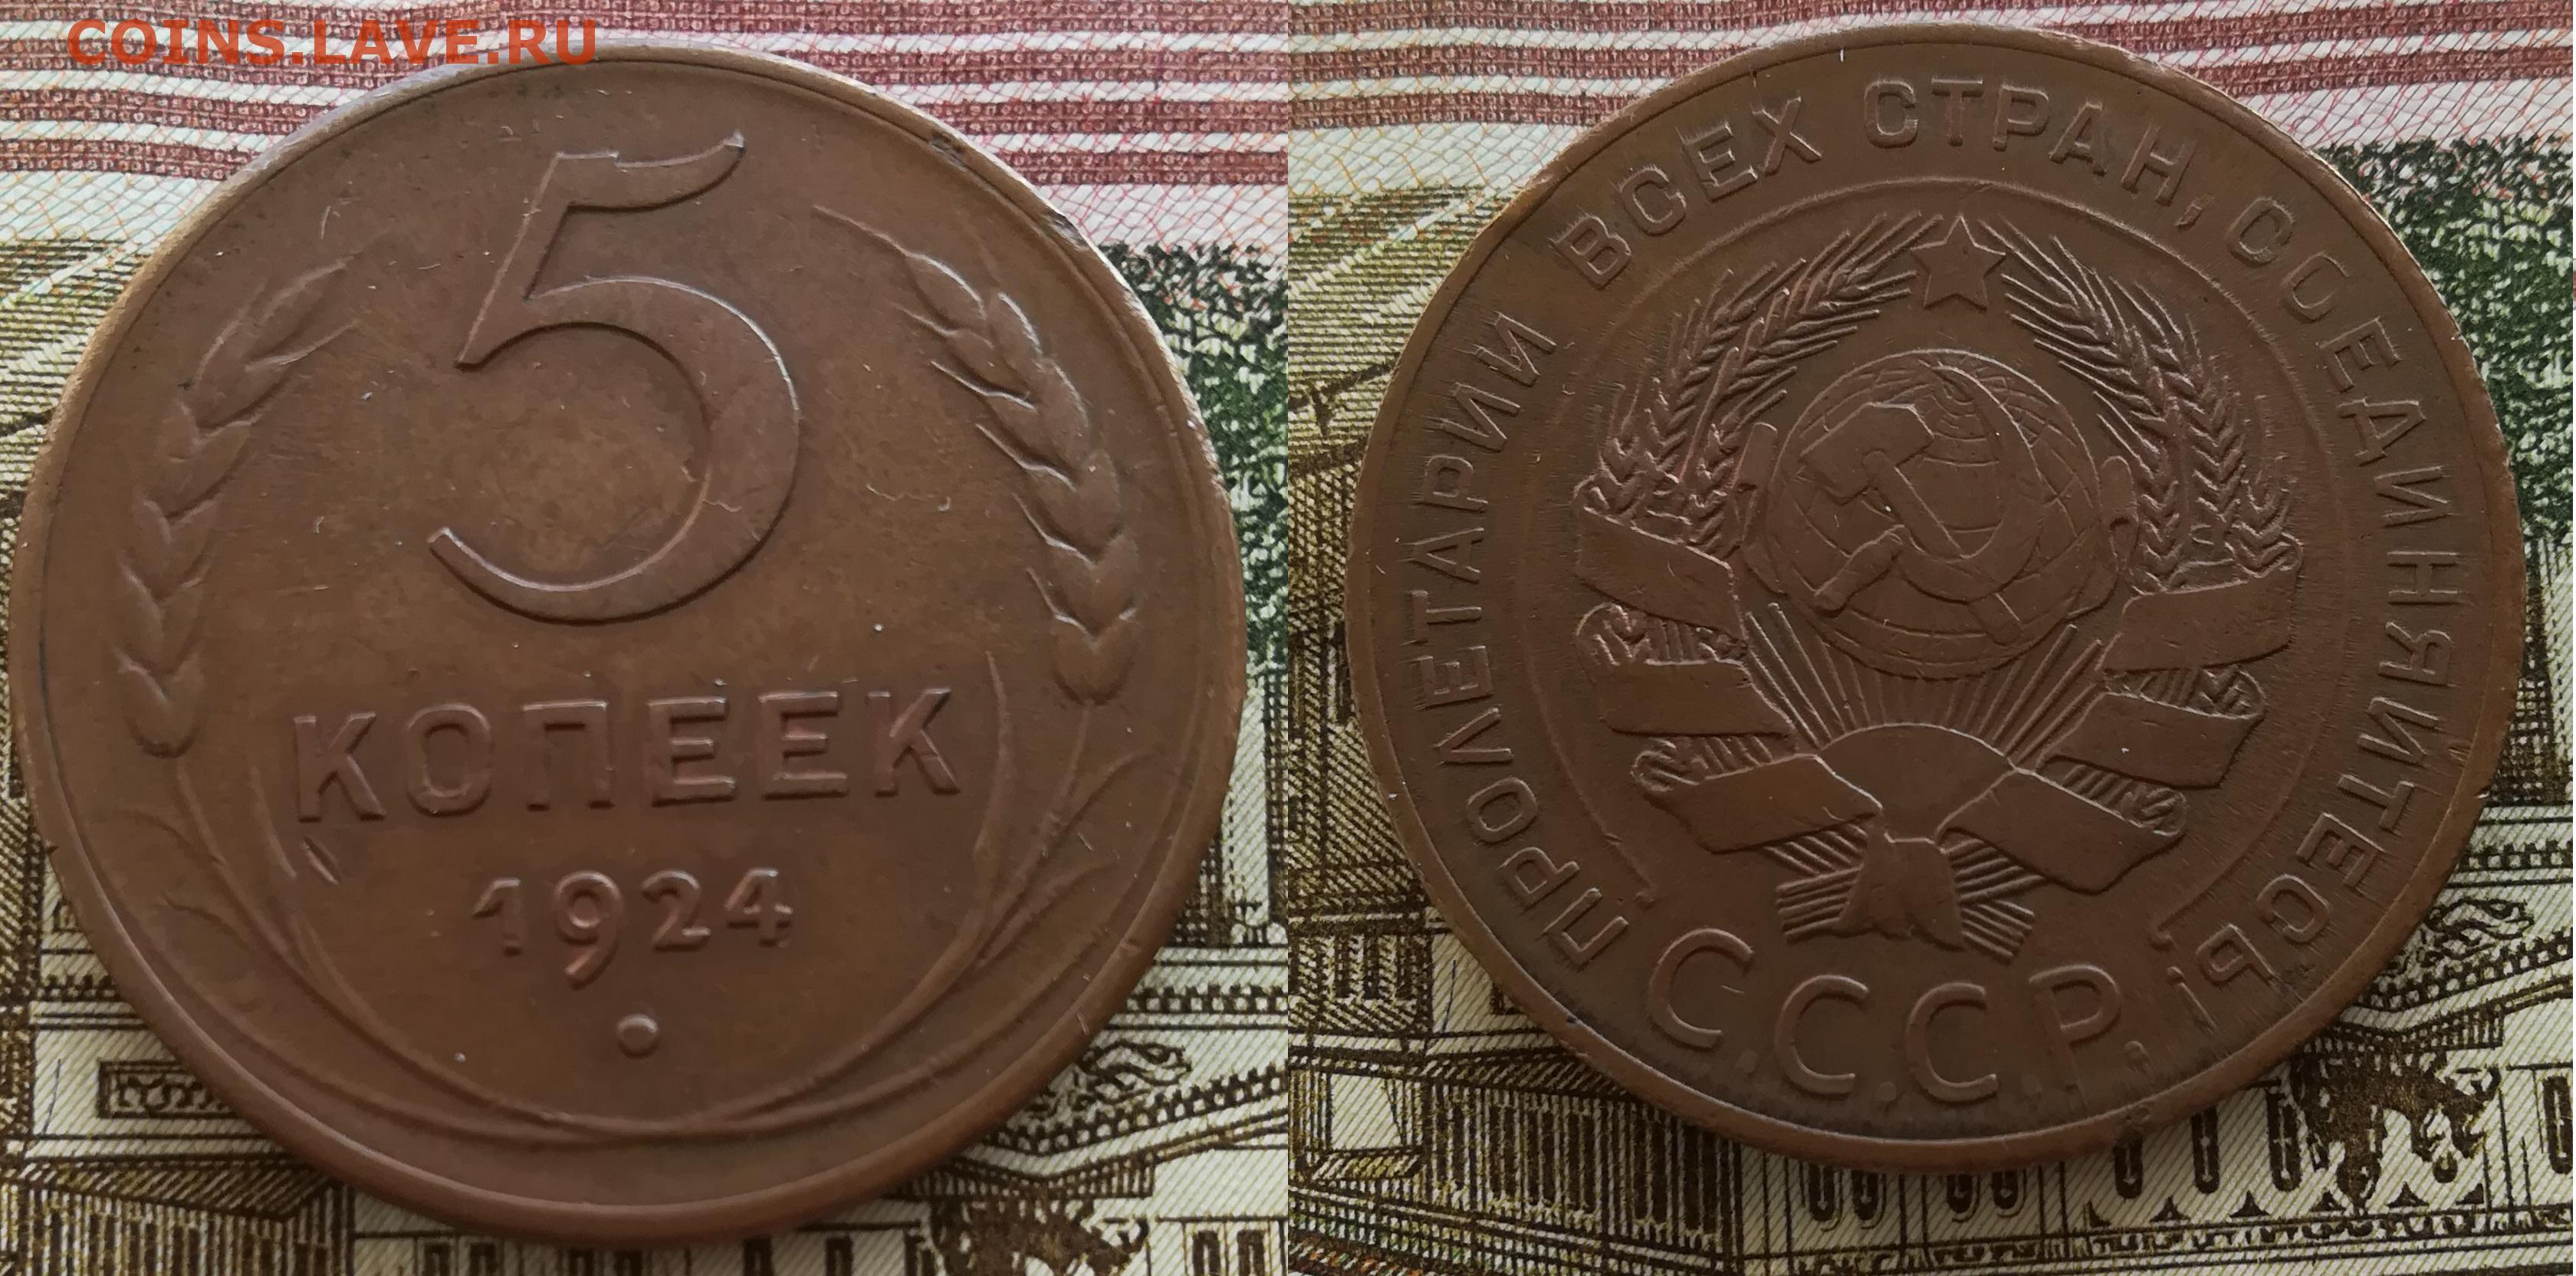 COINS.LAVE.RU
5
КОПЕЕК
1924
ПРОЛЕТАРИИ ВСЕХ СТРАН, СОЕДИНЯЙТЕСЬ!
С.С.С.Р.